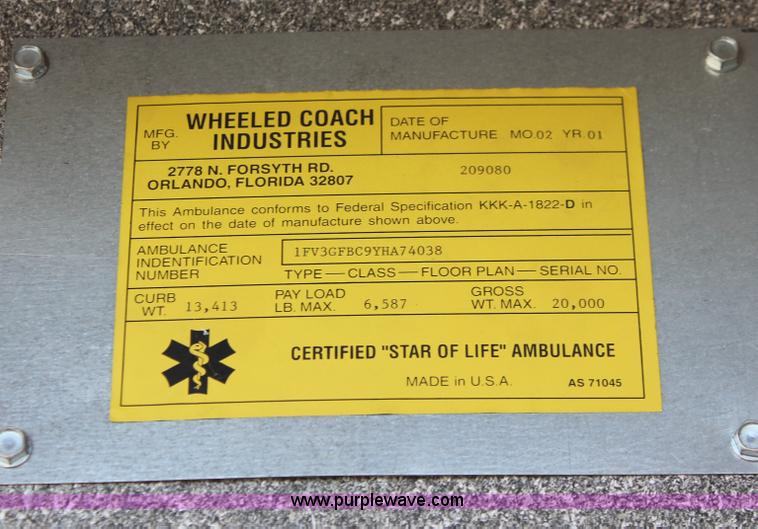 MFG. BY WHEELED COACH INDUSTRIES
DATE OF MANUFACTURE MO.02 YR.01
2778 N. FORSYTH RD.
ORLANDO, FLORIDA 32807
209080
This Ambulance conforms to Federal Specification KKK-A-1822-D in
effect on the date of manufacture shown above.
AMBULANCE
INDENTIFICATION
NUMBER
1FV3GFBC9YHA74038
TYPE — CLASS — FLOOR PLAN — SERIAL NO.
CURB WT. 13,413 PAY LOAD LB. MAX. 6,587 GROSS WT. MAX. 20,000
CERTIFIED "STAR OF LIFE" AMBULANCE
MADE in U.S.A. AS 71045
www.purplewave.com